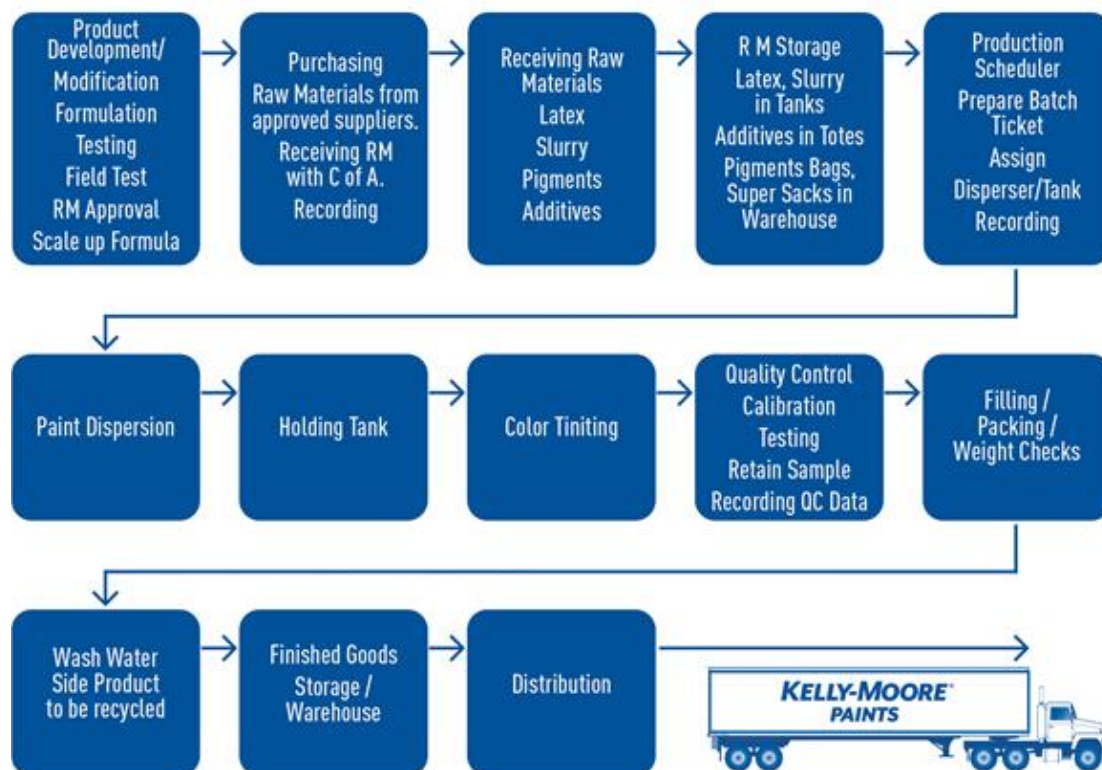 Product
Development/
Modification
Formulation
Testing
Field Test
RM Approval
Scale up Formula
Purchasing
Raw Materials from
approved suppliers.
Receiving RM
with C of A.
Recording
Receiving Raw
Materials
Latex
Slurry
Pigments
Additives
R M Storage
Latex, Slurry
in Tanks
Additives in Totes
Pigments Bags,
Super Sacks in
Warehouse
Production
Scheduler
Prepare Batch
Ticket
Assign
Disperser/Tank
Recording
Paint Dispersion
Holding Tank
Color Tiniting
Quality Control
Calibration
Testing
Retain Sample
Recording QC Data
Filling /
Packing /
Weight Checks
Wash Water
Side Product
to be recycled
Finished Goods
Storage /
Warehouse
Distribution
KELLY-MOORE
PAINTS